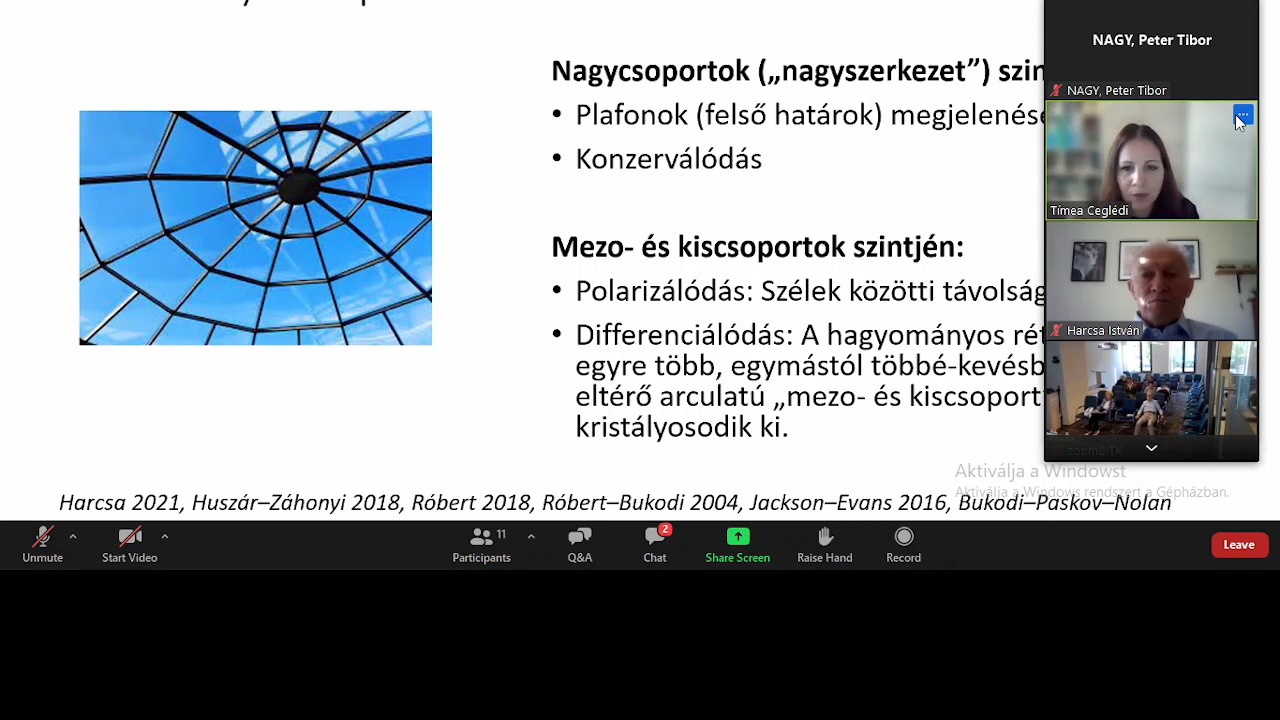 NAGY, Peter Tibor
NAGY, Peter Tibor
Tímea Ceglédi
Harcsa István
Nagycsoportok („nagyszerkezet”) szin
• Plafonok (felső határok) megjelenése
• Konzerválódás
Mezo- és kiscsoportok szintjén:
• Polarizálódás: Szélek közötti távolság
• Differenciálódás: A hagyományos rét
egyre több, egymástól többé-kevésb
eltérő arculatú „mezo- és kiscsoport
kristályosodik ki.
Aktiválja a Windowst
Aktiválja a Windows rendszert a Gépházban.
Harcsa 2021, Huszár–Záhonyi 2018, Róbert 2018, Róbert–Bukodi 2004, Jackson–Evans 2016, Bukodi–Paskov–Nolan
Unmute
Start Video
Participants
11
Q&A
Chat
2
Share Screen
Raise Hand
Record
Leave